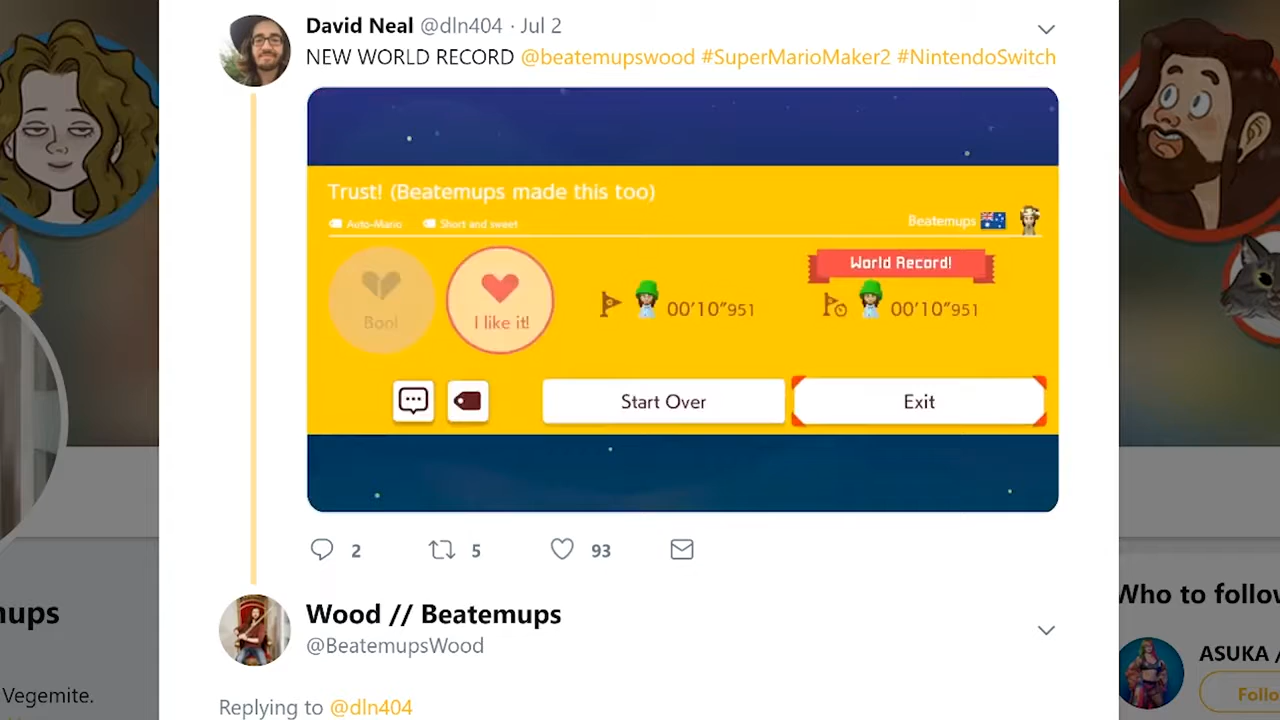 David Neal @dln404 · Jul 2
NEW WORLD RECORD @beatemupswood #SuperMarioMaker2 #NintendoSwitch
Trust! (Beatemups made this too)
Auto-Mario Short and sweet
Beatemups
World Record!
Boo!
I like it!
00'10"951
00'10"951
Start Over
Exit
2 5 93
Wood // Beatemups
@BeatemupsWood
Replying to @dln404
Vegemite.
Who to follow
ASUKA /